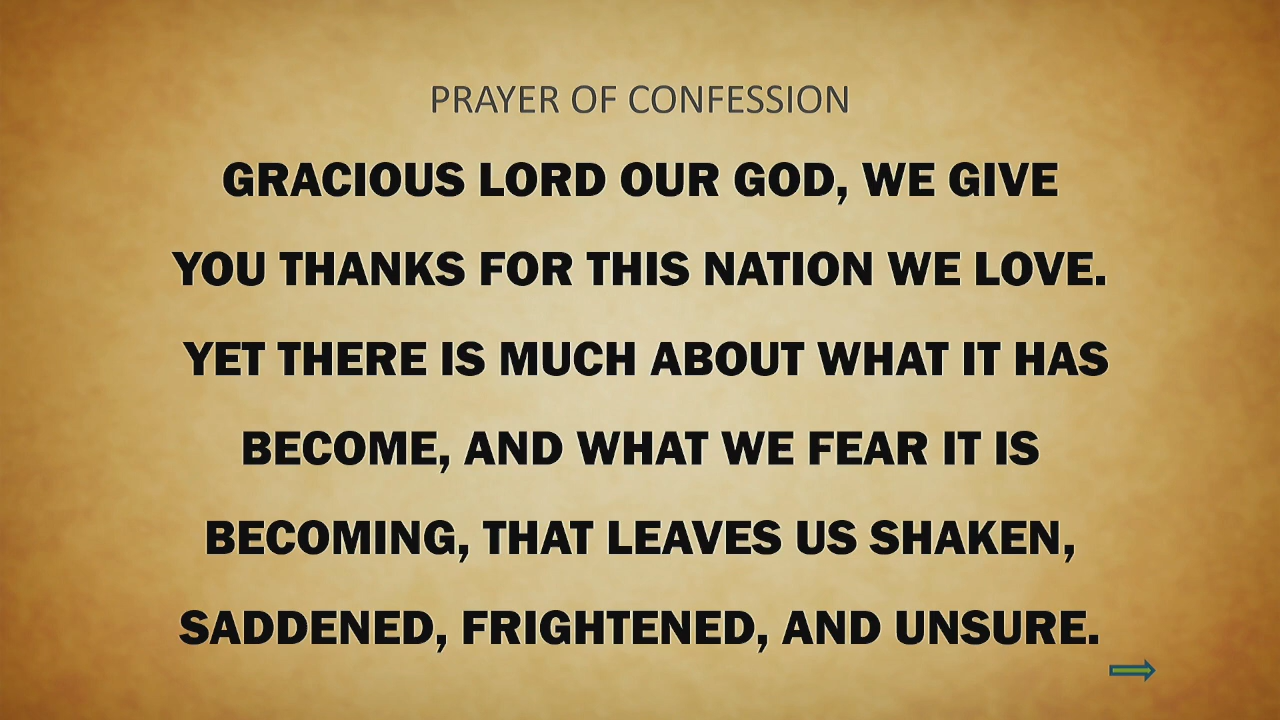 PRAYER OF CONFESSION
GRACIOUS LORD OUR GOD, WE GIVE
YOU THANKS FOR THIS NATION WE LOVE.
YET THERE IS MUCH ABOUT WHAT IT HAS
BECOME, AND WHAT WE FEAR IT IS
BECOMING, THAT LEAVES US SHAKEN,
SADDENED, FRIGHTENED, AND UNSURE.